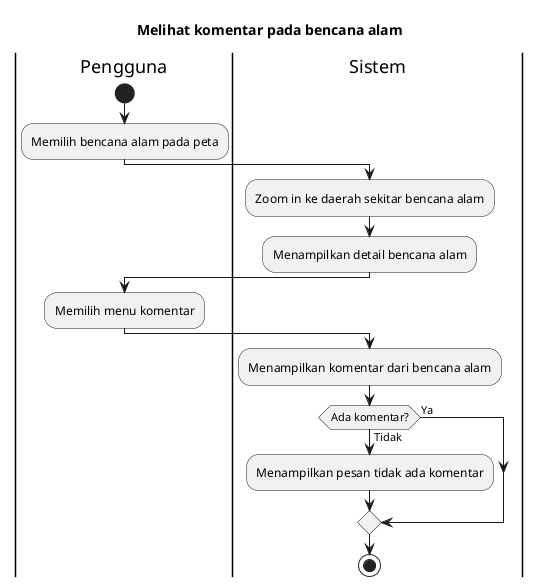 Melihat komentar pada bencana alam
Pengguna
Sistem
Memilih bencana alam pada peta
Zoom in ke daerah sekitar bencana alam
Menampilkan detail bencana alam
Memilih menu komentar
Menampilkan komentar dari bencana alam
Ada komentar?
Ya
Tidak
Menampilkan pesan tidak ada komentar